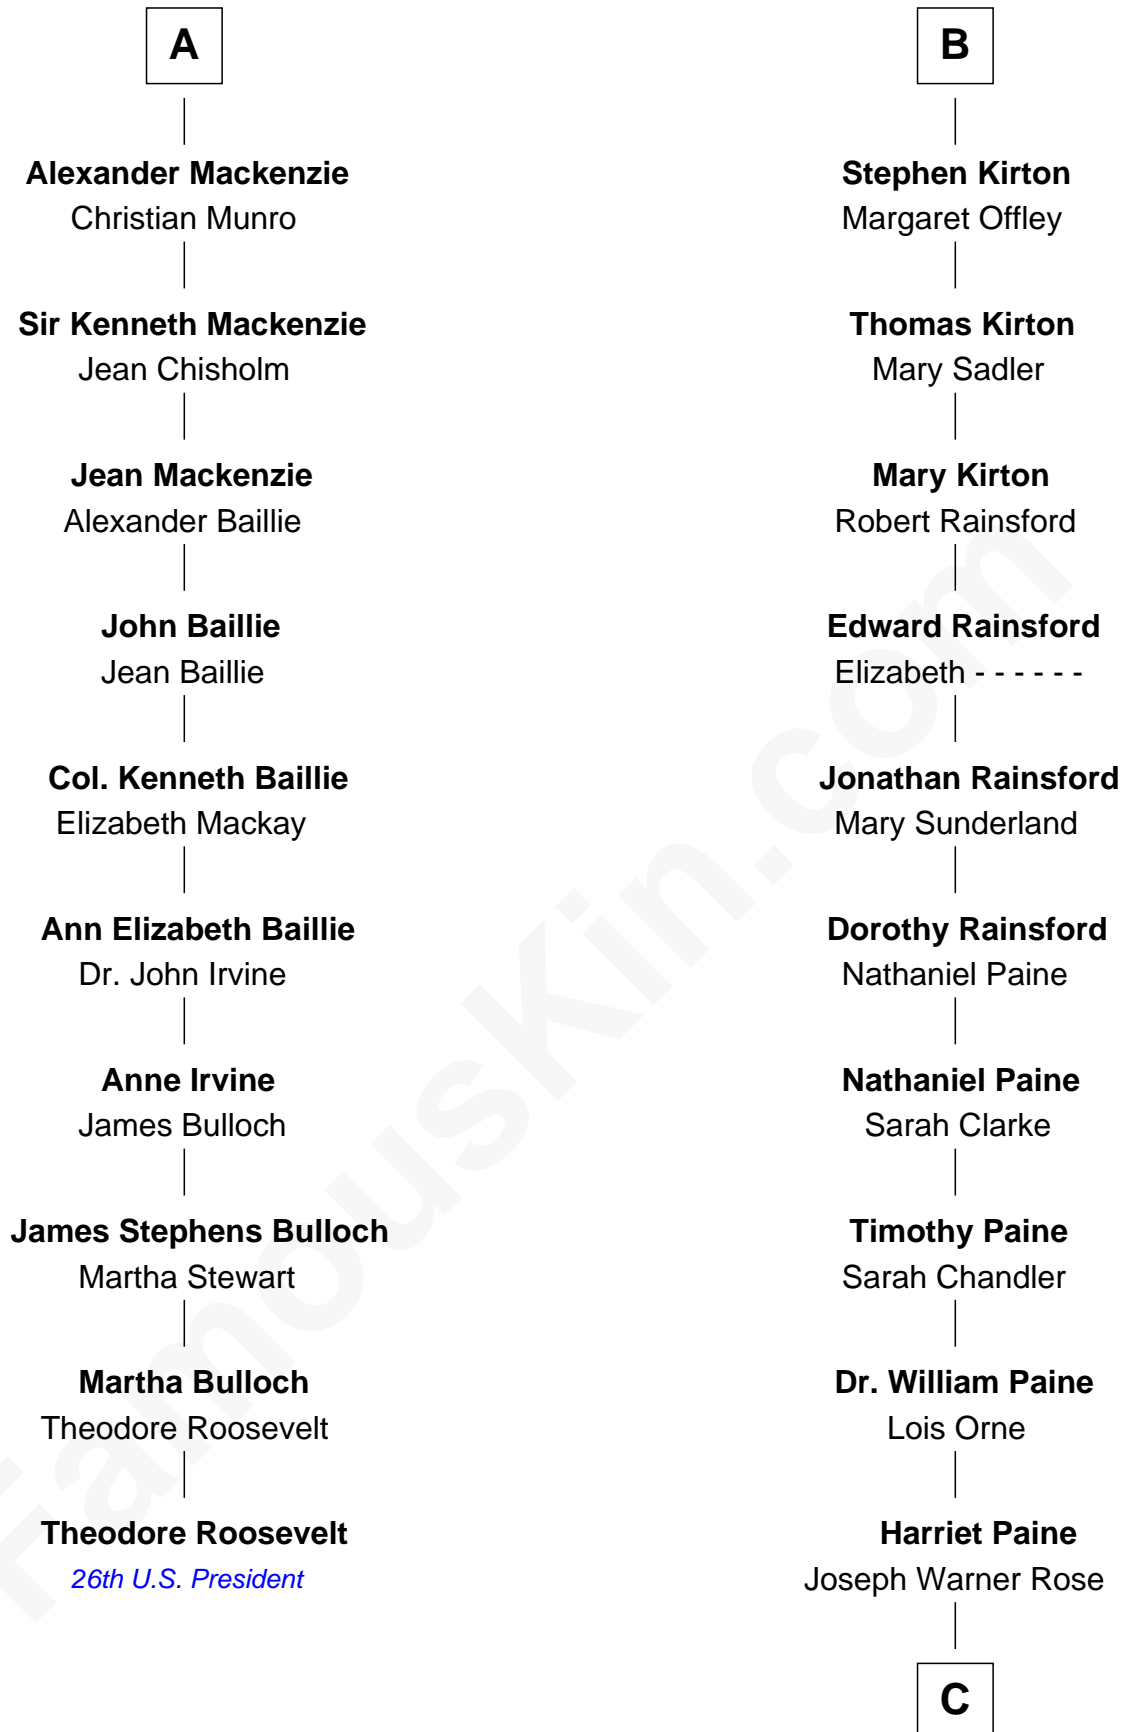 A
Alexander Mackenzie
Christian Munro
Sir Kenneth Mackenzie
Jean Chisholm
Jean Mackenzie
Alexander Baillie
John Baillie
Jean Baillie
Col. Kenneth Baillie
Elizabeth Mackay
Ann Elizabeth Baillie
Dr. John Irvine
Anne Irvine
James Bulloch
James Stephens Bulloch
Martha Stewart
Martha Bulloch
Theodore Roosevelt
Theodore Roosevelt
26th U.S. President
B
Stephen Kirton
Margaret Offley
Thomas Kirton
Mary Sadler
Mary Kirton
Robert Rainsford
Edward Rainsford
Elizabeth - - - - - -
Jonathan Rainsford
Mary Sunderland
Dorothy Rainsford
Nathaniel Paine
Nathaniel Paine
Sarah Clarke
Timothy Paine
Sarah Chandler
Dr. William Paine
Lois Orne
Harriet Paine
Joseph Warner Rose
C
FamousKin.com